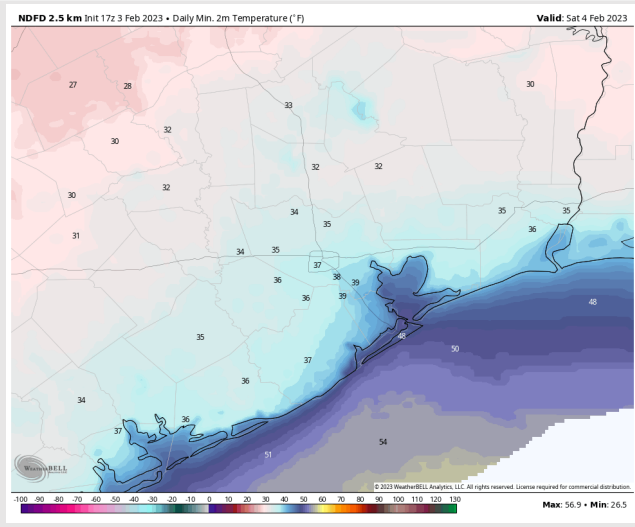 NDFD 2.5 km Init 17z 3 Feb 2023 • Daily Min. 2m Temperature (°F) Valid: Sat 4 Feb 2023
27 28 30
33
32
30
32 32
30 32
34 35 35
35 36
31
34 35
37
36 38 39
36 39 48
48
35 50
37
36
34
36
37 54
51
WeatherBELL
© 2023 WeatherBELL Analytics, LLC. All rights reserved. License required for commercial distribution.
-100 -90 -80 -70 -60 -50 -40 -30 -20 -10 0 10 20 30 40 50 60 70 80 90 100 110 120 130 Max: 56.9 • Min: 26.5